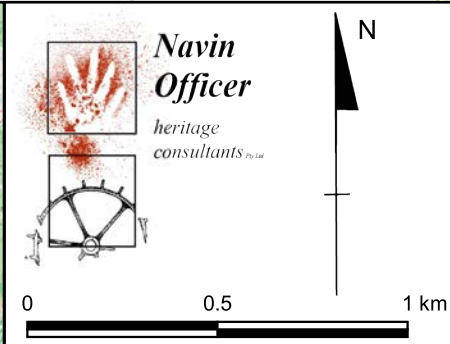 Navin
Officer
heritage
consultants Pty Ltd
N
0 0.5 1 km